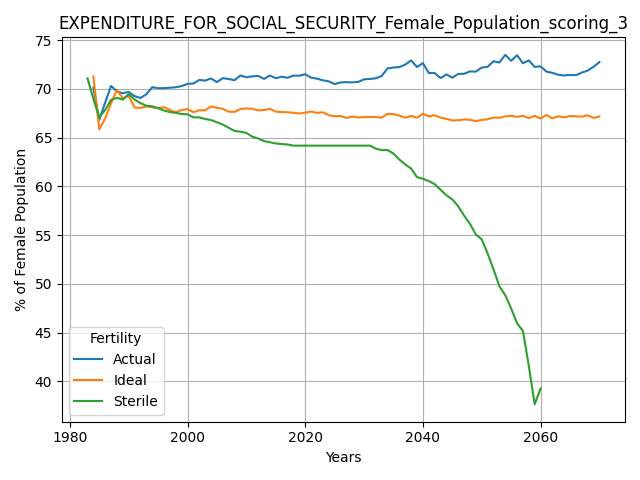 EXPENDITURE_FOR_SOCIAL_SECURITY_Female_Population_scoring_3
75
70
65
60
55
50
45
40
% of Female Population
Fertility
Actual
Ideal
Sterile
1980
2000
2020
2040
2060
Years